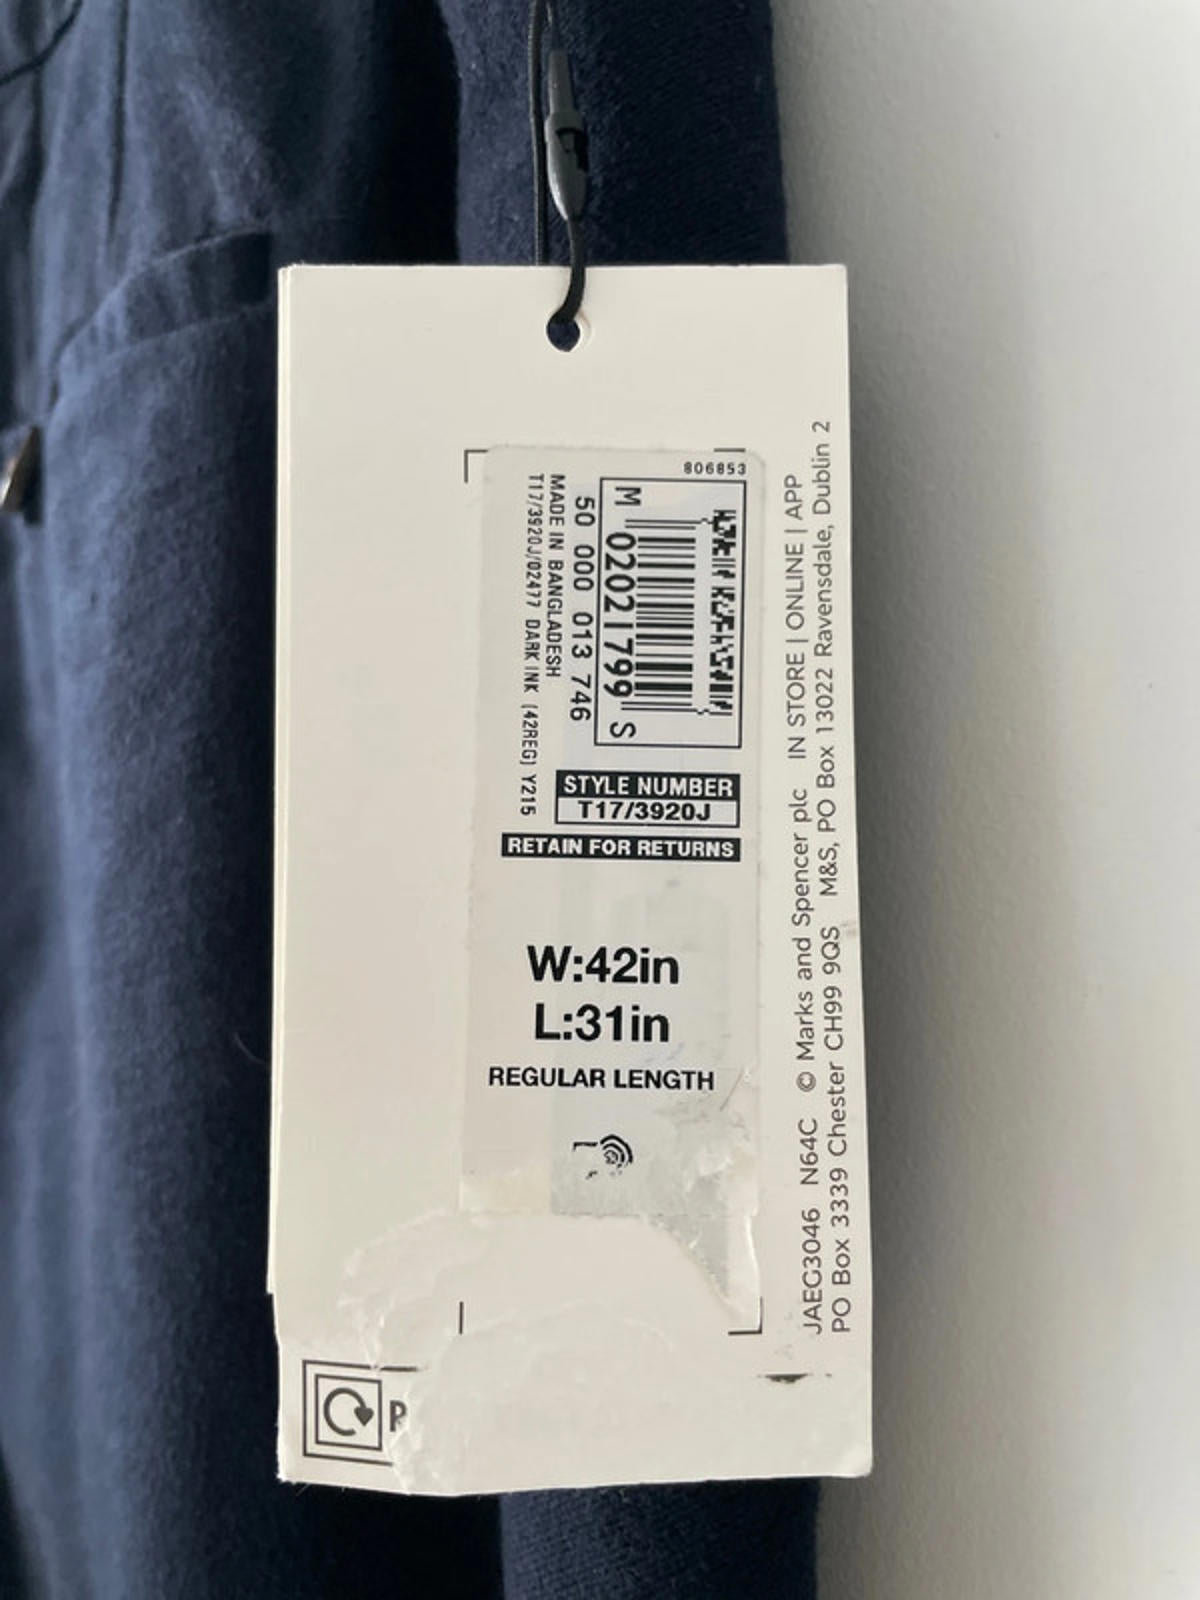 806853
M 02021799 S
50 000 013 746
MADE IN BANGLADESH
T17/3920J/02477 DARK INK (42REG) Y215
STYLE NUMBER
T17/3920J
RETAIN FOR RETURNS
W:42in
L:31in
REGULAR LENGTH
JAEG3046 N64C © Marks and Spencer plc IN STORE | ONLINE | APP
PO Box 3339 Chester CH99 9QS M&S, PO Box 13022 Ravensdale, Dublin 2